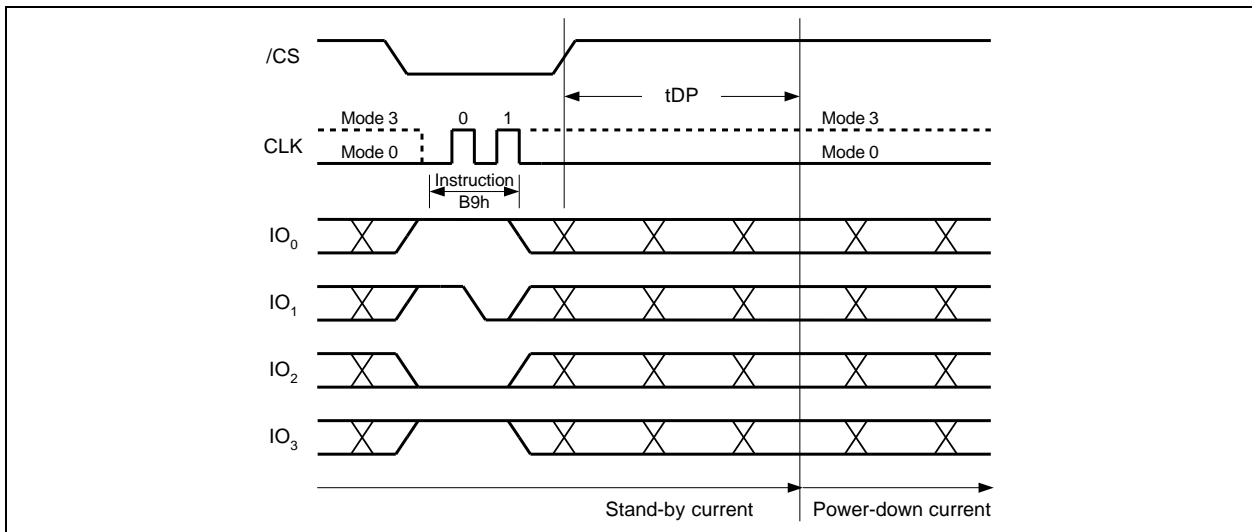 /CS
tDP
Mode 3 0 1 Mode 3
CLK
Mode 0 Mode 0
Instruction
B9h
IO0
IO1
IO2
IO3
Stand-by current Power-down current